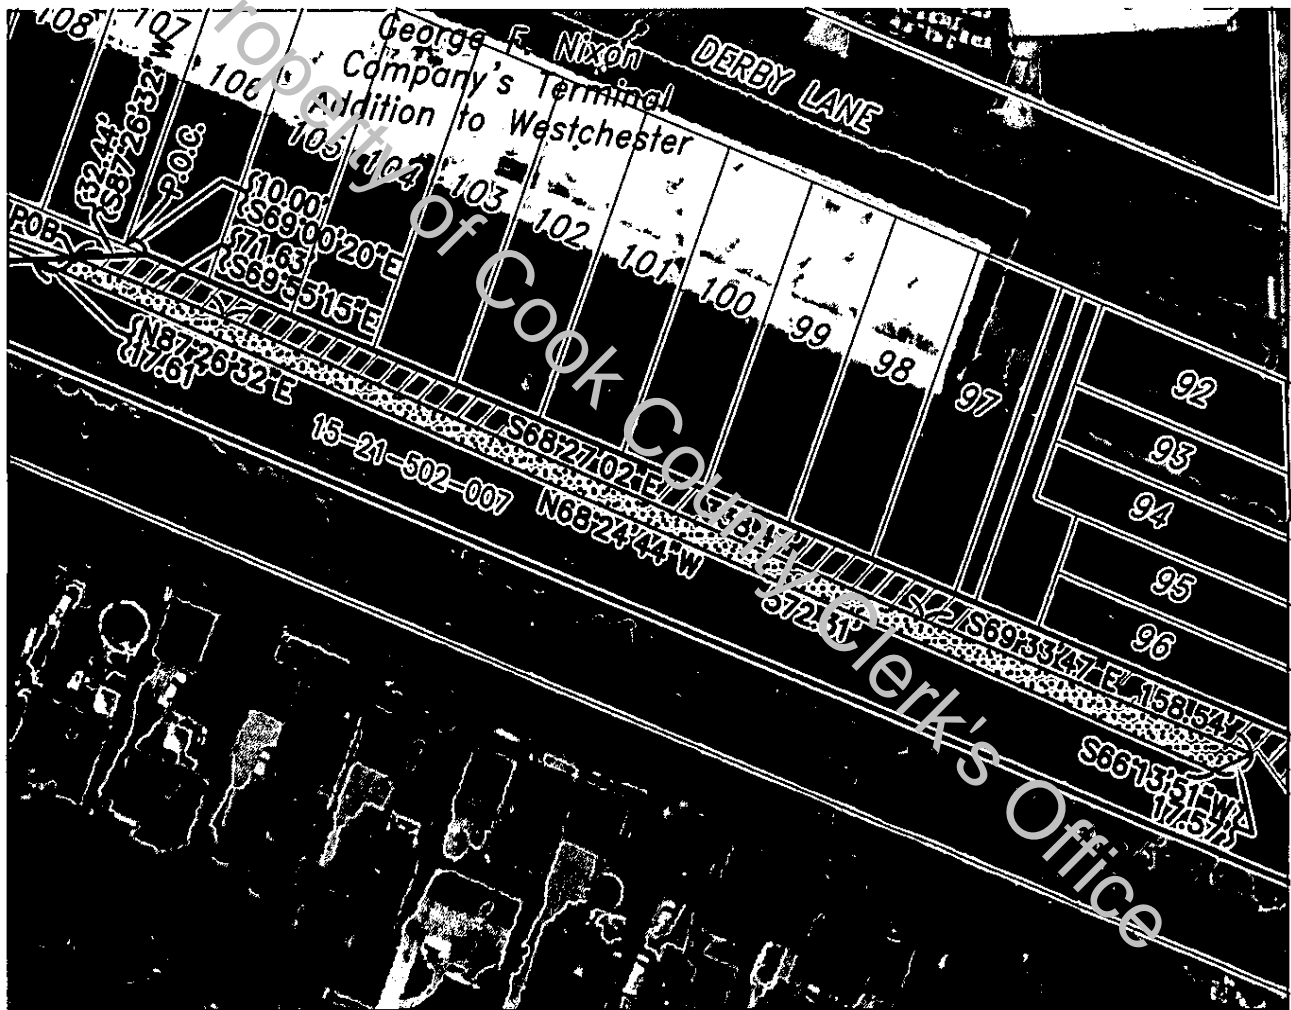 108
107
106
105
104
103
102
101
100
99
98
97
92
93
94
95
96
George F. Nixon
Company's Terminal
Addition to Westchester
DERBY LANE
32.44'
S87°26'32"W
P.O.C.
10.00'
S69°00'20"E
71.63'
S69°55'15"E
POB
N87°26'32"E
17.61'
15-21-502-007
S68°27'02"E
N68°24'44"W
572.31'
S69°33'47"E 158.54'
S66°13'51"W
17.57'
Property of Cook County Clerk's Office